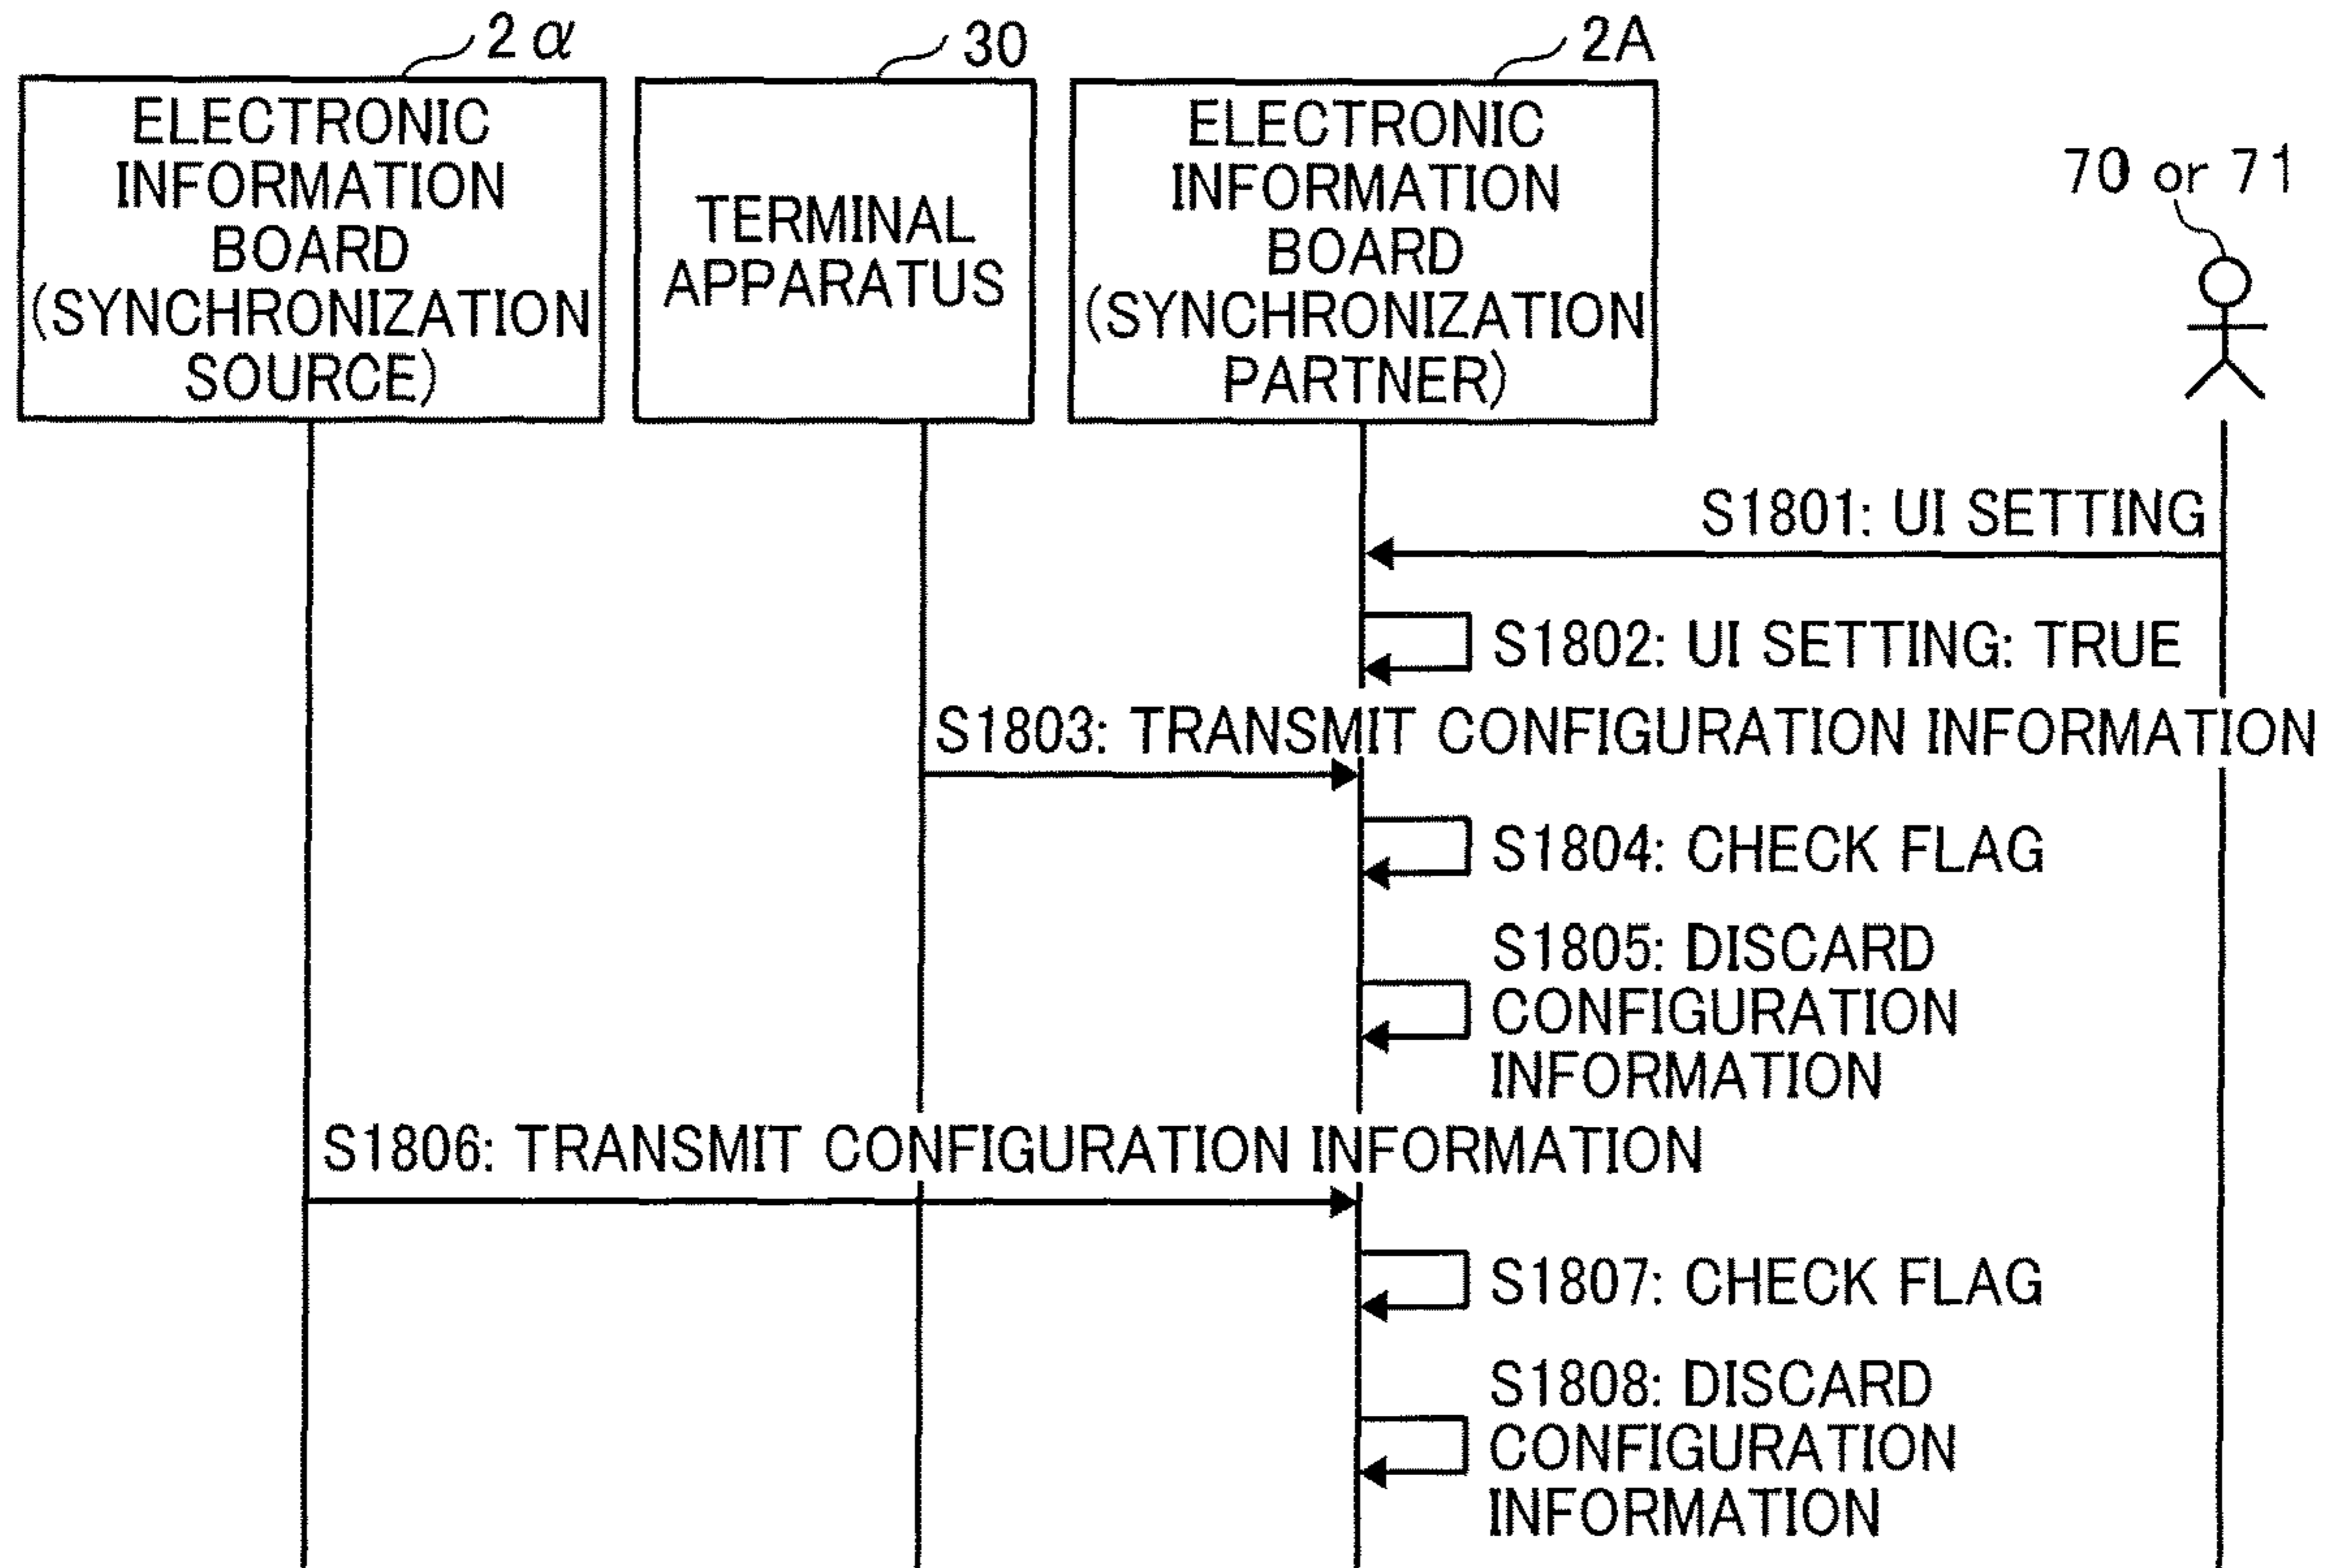 2α
30
2A
70 or 71
ELECTRONIC
INFORMATION
BOARD
(SYNCHRONIZATION
SOURCE)
TERMINAL
APPARATUS
ELECTRONIC
INFORMATION
BOARD
(SYNCHRONIZATION
PARTNER)
S1801: UI SETTING
S1802: UI SETTING: TRUE
S1803: TRANSMIT CONFIGURATION INFORMATION
S1804: CHECK FLAG
S1805: DISCARD
CONFIGURATION
INFORMATION
S1806: TRANSMIT CONFIGURATION INFORMATION
S1807: CHECK FLAG
S1808: DISCARD
CONFIGURATION
INFORMATION